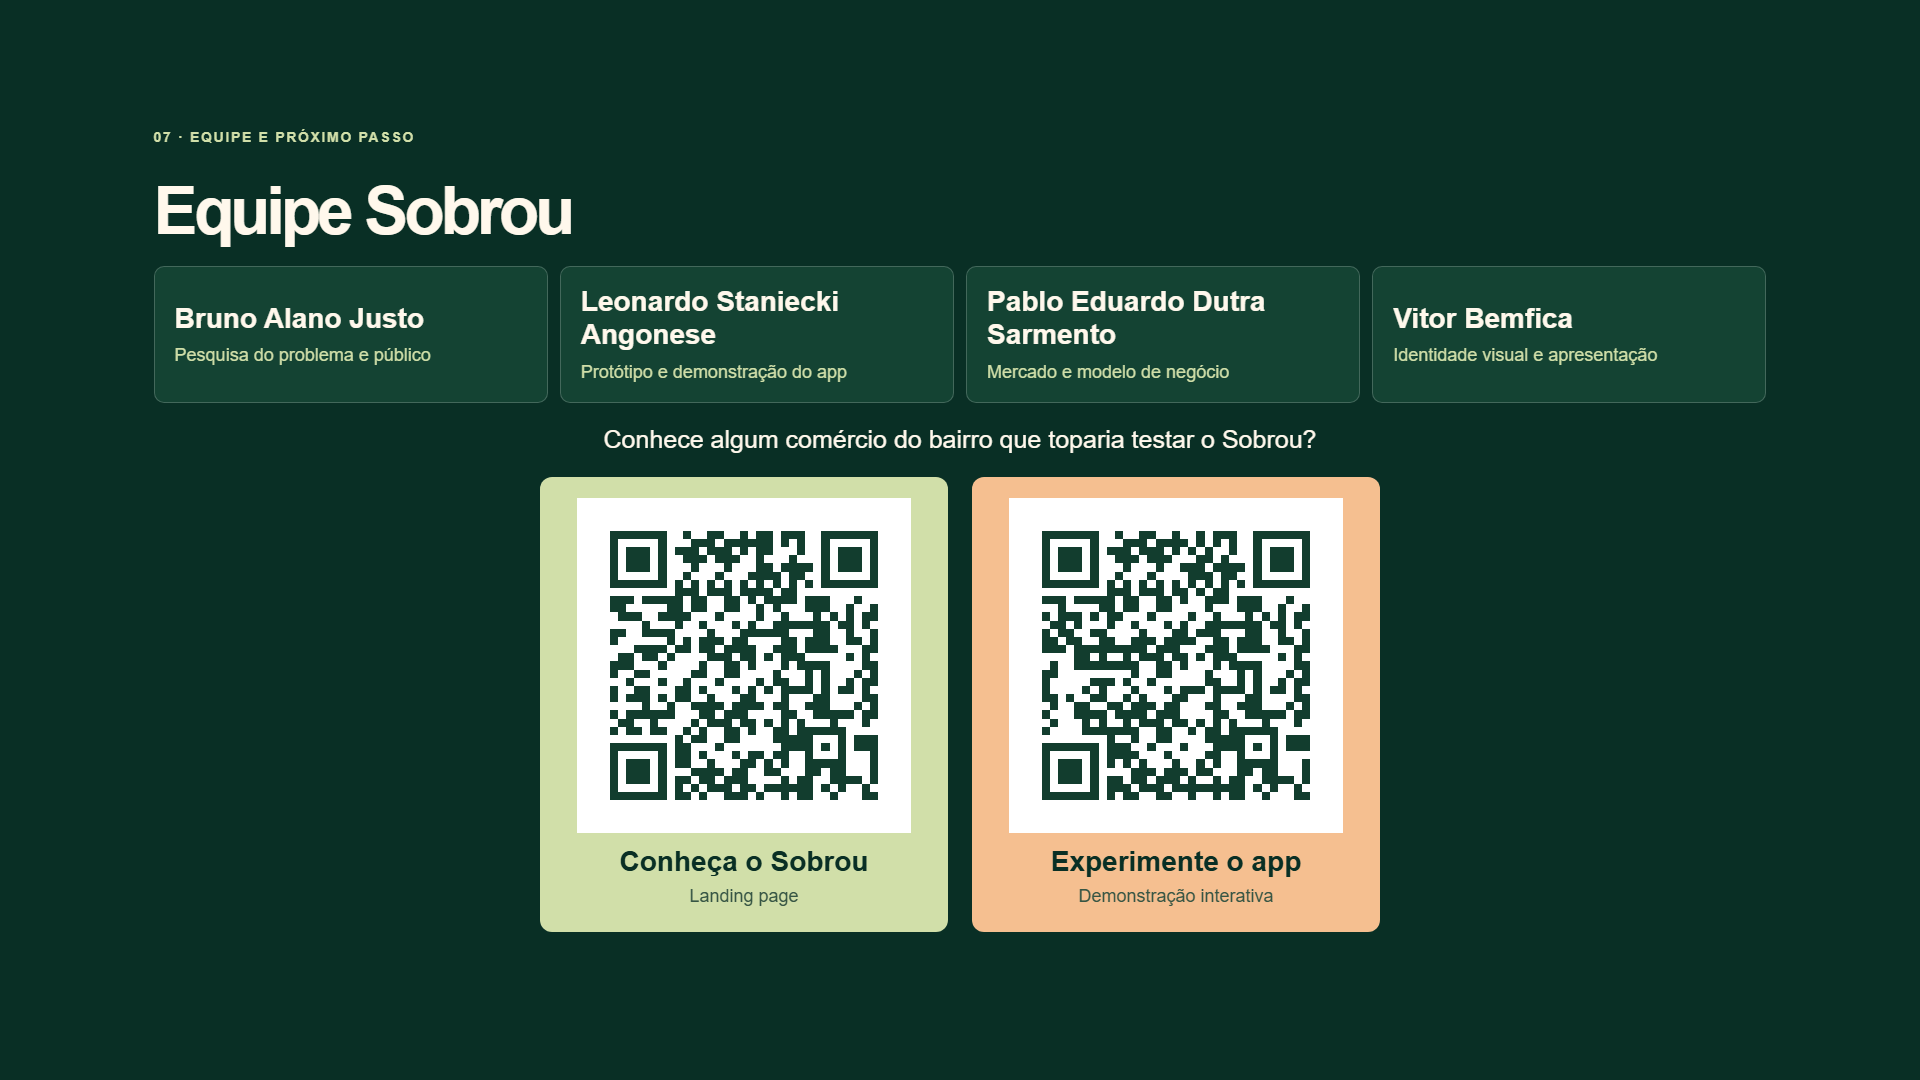 07 · EQUIPE E PRÓXIMO PASSO
Equipe Sobrou
Bruno Alano Justo
Pesquisa do problema e público
Leonardo Staniecki
Angonese
Protótipo e demonstração do app
Pablo Eduardo Dutra
Sarmento
Mercado e modelo de negócio
Vitor Bemfica
Identidade visual e apresentação
Conhece algum comércio do bairro que toparia testar o Sobrou?
Conheça o Sobrou
Landing page
Experimente o app
Demonstração interativa